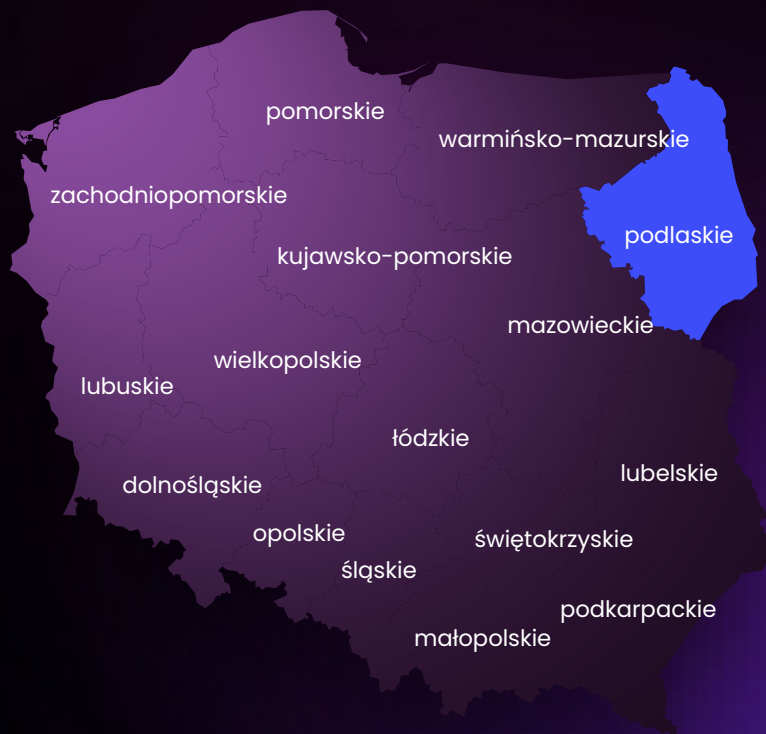 pomorskie
warmińsko-mazurskie
zachodniopomorskie
podlaskie
kujawsko-pomorskie
mazowieckie
wielkopolskie
lubuskie
łódzkie
lubelskie
dolnośląskie
opolskie
świętokrzyskie
śląskie
podkarpackie
małopolskie